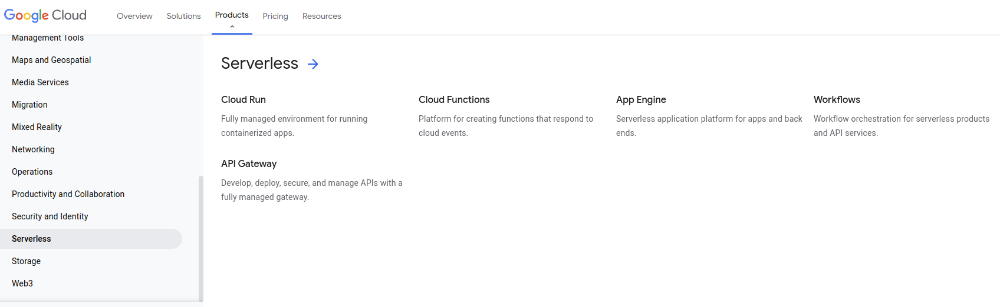 Google Cloud
Overview
Solutions
Products
Pricing
Resources
Management Tools
Maps and Geospatial
Media Services
Migration
Mixed Reality
Networking
Operations
Productivity and Collaboration
Security and Identity
Serverless
Storage
Web3
Serverless →
Cloud Run
Fully managed environment for running
containerized apps.
Cloud Functions
Platform for creating functions that respond to
cloud events.
App Engine
Serverless application platform for apps and back
ends.
Workflows
Workflow orchestration for serverless products
and API services.
API Gateway
Develop, deploy, secure, and manage APIs with a
fully managed gateway.